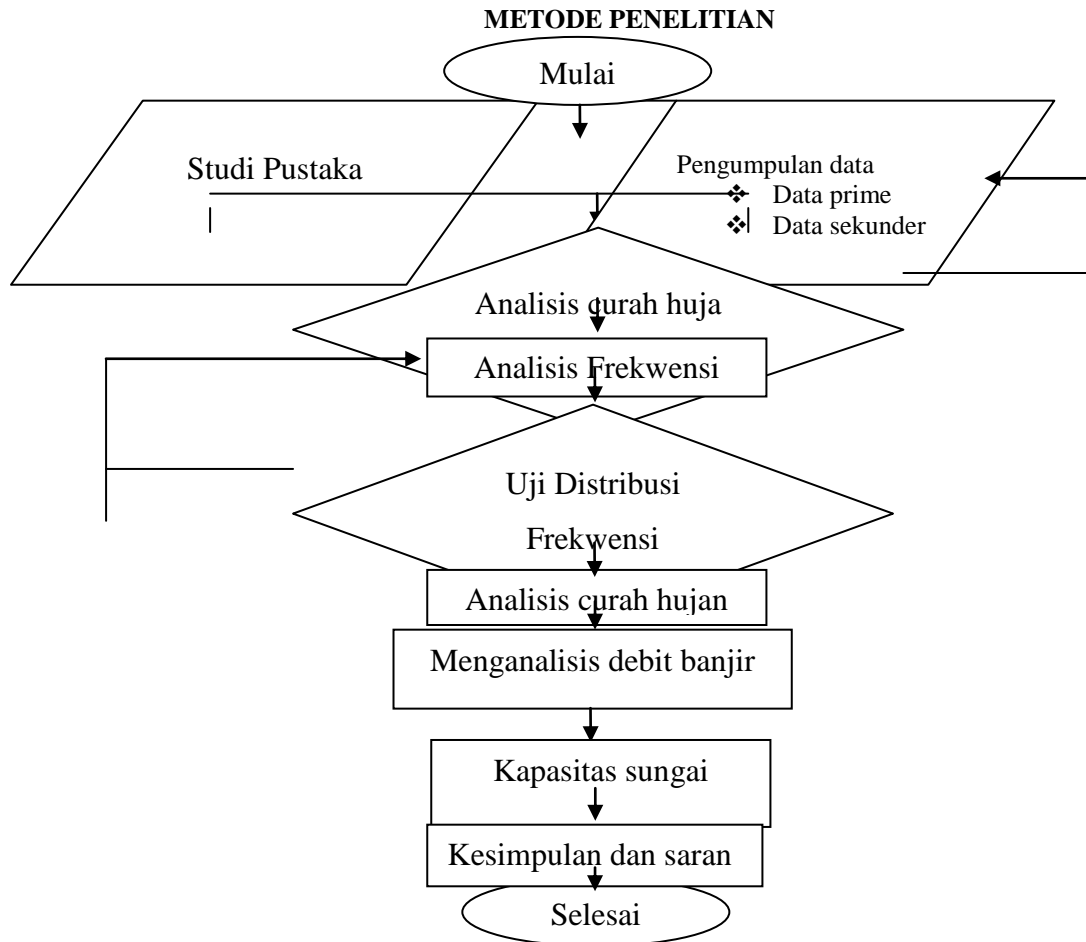 METODE PENELITIAN
Mulai
Studi Pustaka
Pengumpulan data
❖ Data prime
❖ Data sekunder
Analisis curah huja
Analisis Frekwensi
Uji Distribusi
Frekwensi
Analisis curah hujan
Menganalisis debit banjir
Kapasitas sungai
Kesimpulan dan saran
Selesai